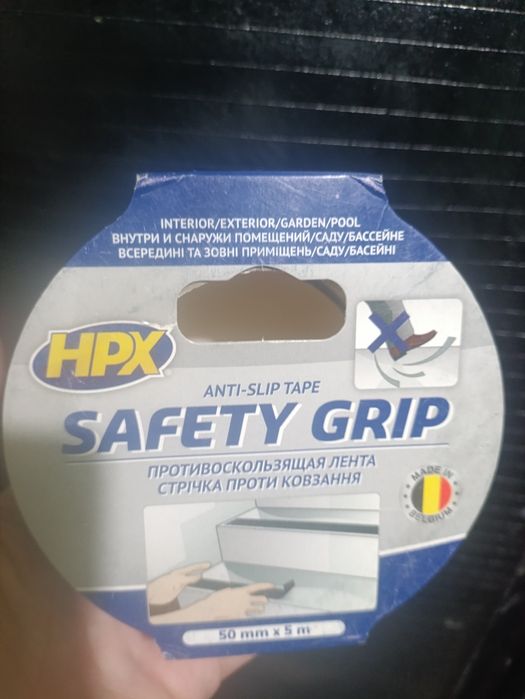 INTERIOR/EXTERIOR/GARDEN/POOL
ВНУТРИ И СНАРУЖИ ПОМЕЩЕНИЙ/САДУ/БАССЕЙНЕ
ВСЕРЕДИНІ ТА ЗОВНІ ПРИМІЩЕНЬ/САДУ/БАСЕЙНІ
HPX
ANTI-SLIP TAPE
SAFETY GRIP
ПРОТИВОСКОЛЬЗЯЩАЯ ЛЕНТА
СТРІЧКА ПРОТИ КОВЗАННЯ
MADE IN
BELGIUM
50 mm x 5 m